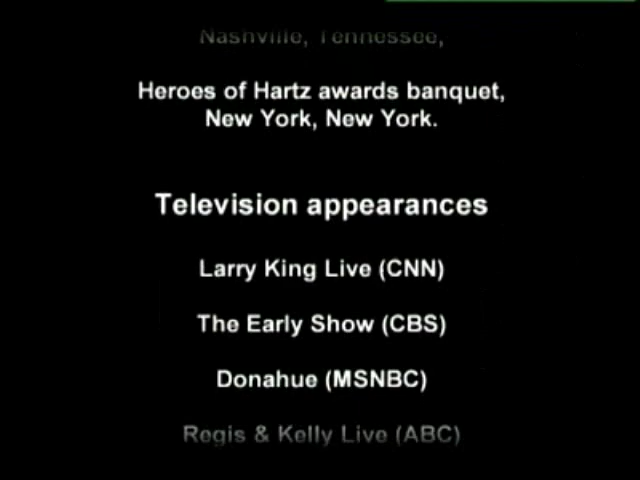 Nashville, Tennessee,
Heroes of Hartz awards banquet,
New York, New York.
Television appearances
Larry King Live (CNN)
The Early Show (CBS)
Donahue (MSNBC)
Regis & Kelly Live (ABC)